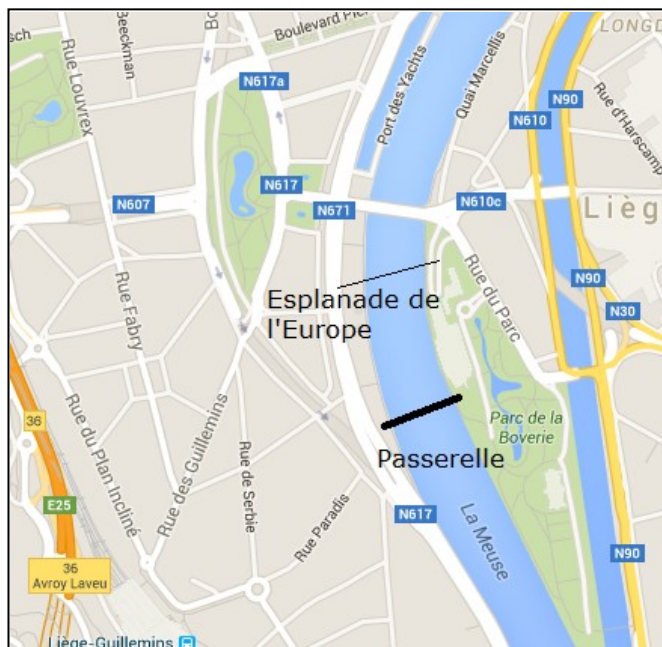 Boulevard Pier
LONGD
sch
Beeckman
Rue Louvrex
N617a
Port des Yachts
Quai Marcellis
N90
N610
Rue d'Harscamp
N617
N607
N671
N610c
Lièg
Rue du Parc
N90
Esplanade de
l'Europe
N30
Rue Fabry
36
Rue du Plan Incliné
Rue des Guillemins
Rue de Serbie
Parc de la
Boverie
Passerelle
E25
Rue Paradis
N617
La Meuse
N90
36
Avroy Laveu
Liège-Guillemins